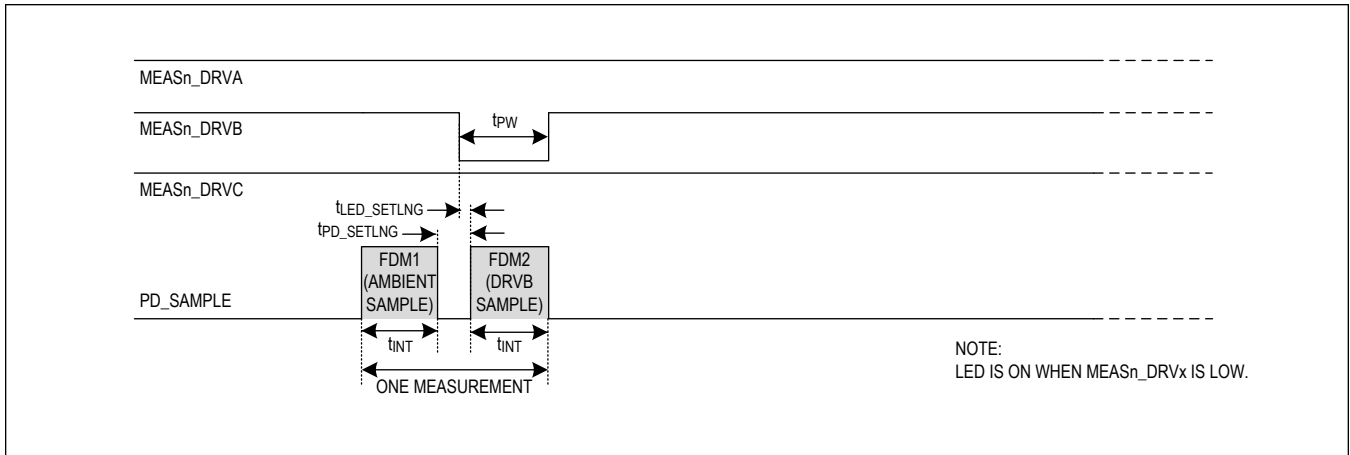 MEASn_DRVA
MEASn_DRVB
tPW
MEASn_DRVC
tLED_SETLNG
tPD_SETLNG
FDM1
(AMBIENT
SAMPLE)
FDM2
(DRVB
SAMPLE)
PD_SAMPLE
tINT
tINT
ONE MEASUREMENT
NOTE:
LED IS ON WHEN MEASn_DRVx IS LOW.